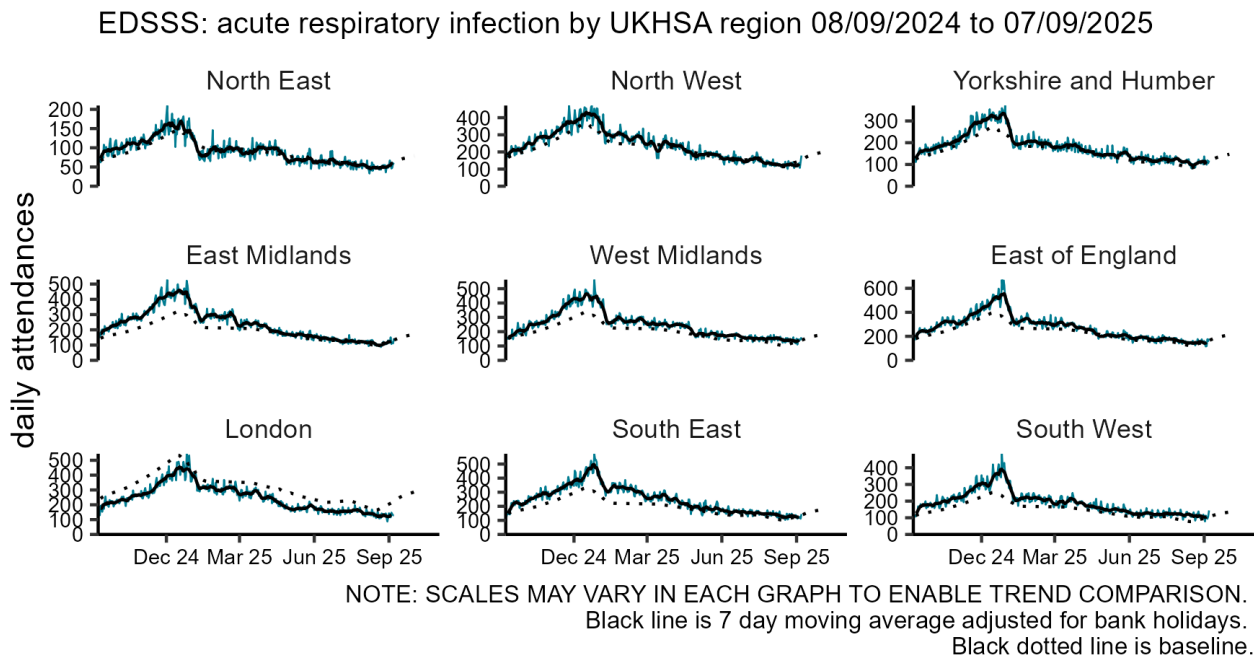 EDSSS: acute respiratory infection by UKHSA region 08/09/2024 to 07/09/2025
daily attendances
North East
200
150
100
50
0
North West
400
300
200
100
0
Yorkshire and Humber
300
200
100
0
East Midlands
500
400
300
200
100
0
West Midlands
500
400
300
200
100
0
East of England
600
400
200
0
London
500
400
300
200
100
0
Dec 24 Mar 25 Jun 25 Sep 25
South East
500
400
300
200
100
0
Dec 24 Mar 25 Jun 25 Sep 25
South West
400
300
200
100
0
Dec 24 Mar 25 Jun 25 Sep 25
NOTE: SCALES MAY VARY IN EACH GRAPH TO ENABLE TREND COMPARISON.
Black line is 7 day moving average adjusted for bank holidays.
Black dotted line is baseline.